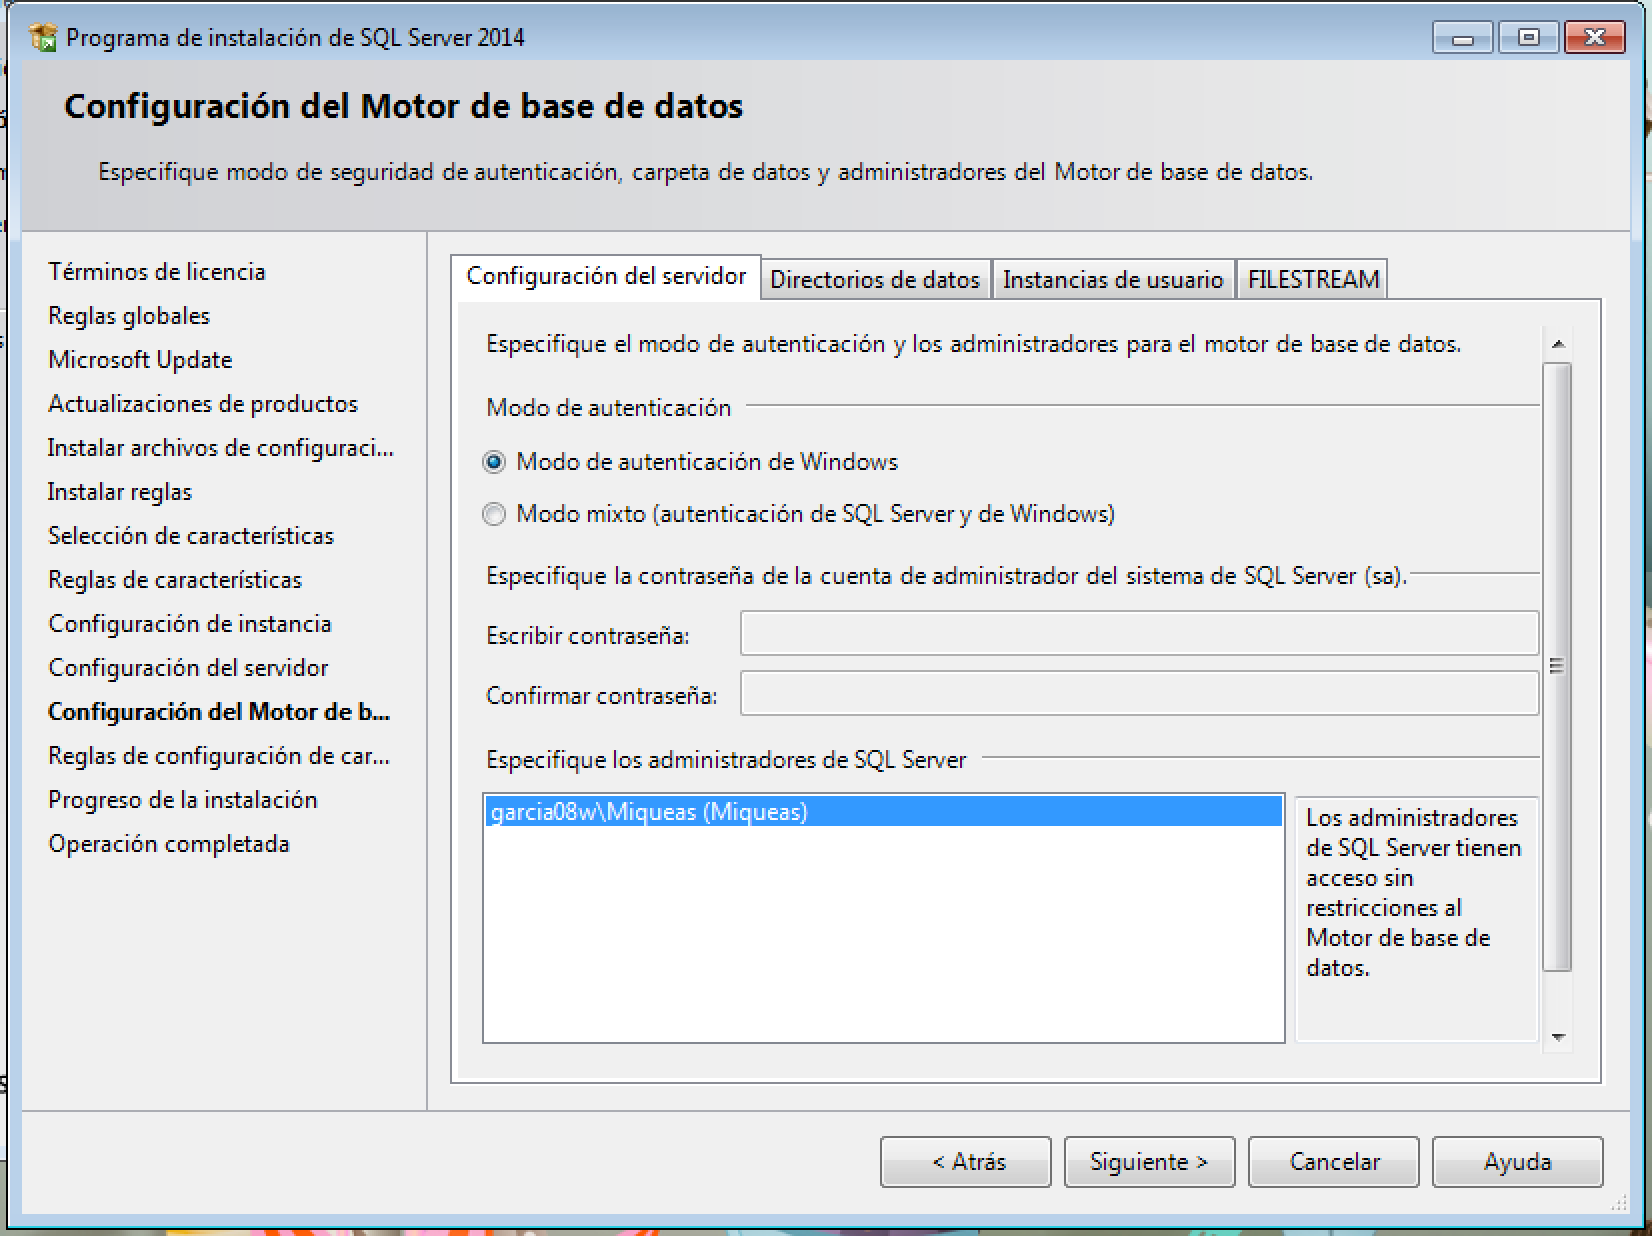 Programa de instalación de SQL Server 2014
Configuración del Motor de base de datos
Especifique modo de seguridad de autenticación, carpeta de datos y administradores del Motor de base de datos.
Términos de licencia
Reglas globales
Microsoft Update
Actualizaciones de productos
Instalar archivos de configuraci...
Instalar reglas
Selección de características
Reglas de características
Configuración de instancia
Configuración del servidor
Configuración del Motor de b...
Reglas de configuración de car...
Progreso de la instalación
Operación completada
Configuración del servidor
Directorios de datos
Instancias de usuario
FILESTREAM
Especifique el modo de autenticación y los administradores para el motor de base de datos.
Modo de autenticación
Modo de autenticación de Windows
Modo mixto (autenticación de SQL Server y de Windows)
Especifique la contraseña de la cuenta de administrador del sistema de SQL Server (sa).
Escribir contraseña:
Confirmar contraseña:
Especifique los administradores de SQL Server
garcia08w\Miqueas (Miqueas)
Los administradores
de SQL Server tienen
acceso sin
restricciones al
Motor de base de
datos.
< Atrás
Siguiente >
Cancelar
Ayuda